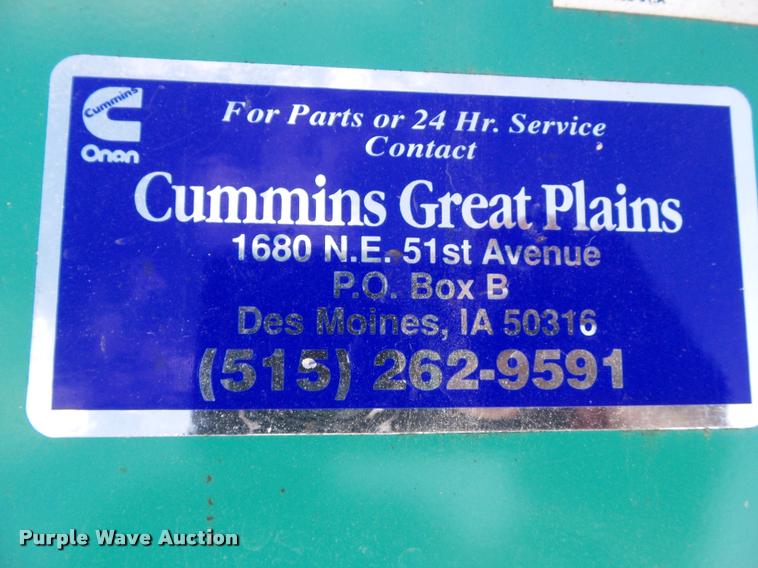 Cummins
Onan
For Parts or 24 Hr. Service
Contact
Cummins Great Plains
1680 N.E. 51st Avenue
P.O. Box B
Des Moines, IA 50316
(515) 262-9591
Purple Wave Auction